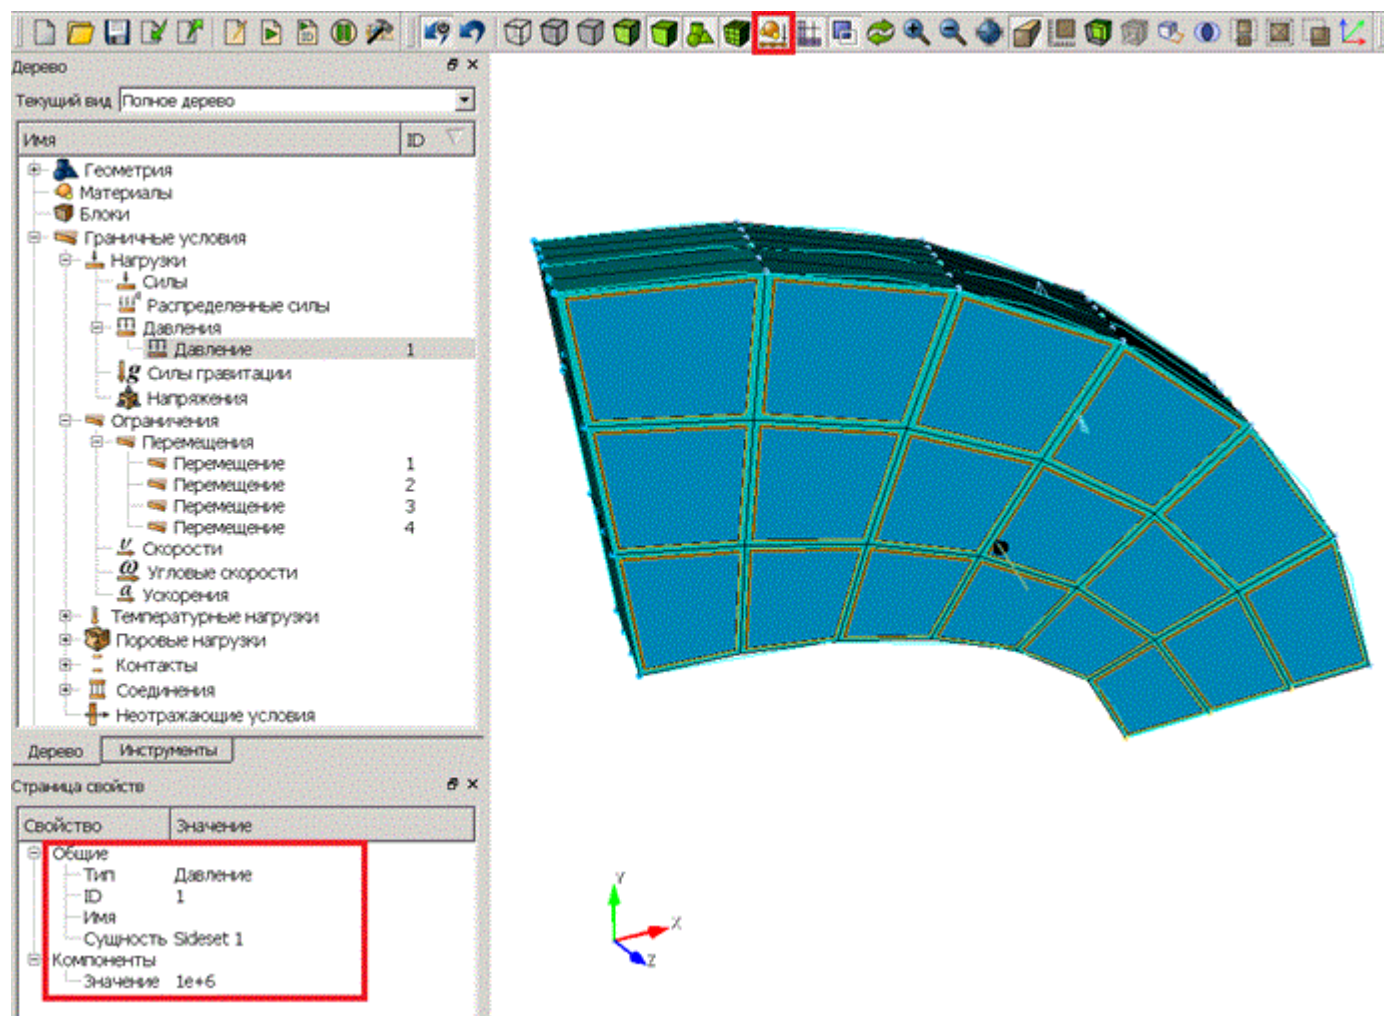 Дерево
Текущий вид Полное дерево
Имя ID
Геометрия
Материалы
Блоки
Граничные условия
Нагрузки
Силы
Распределенные силы
Давления
Давление 1
Силы гравитации
Напряжения
Ограничения
Перемещения
Перемещение 1
Перемещение 2
Перемещение 3
Перемещение 4
Скорости
Угловые скорости
Ускорения
Температурные нагрузки
Поровые нагрузки
Контакты
Соединения
Неотражающие условия
Дерево Инструменты
Страница свойств
Свойство Значение
Общие
Тип Давление
ID 1
Имя
Сущность Sideset 1
Компоненты
Значение 1e+6
Y
X
Z